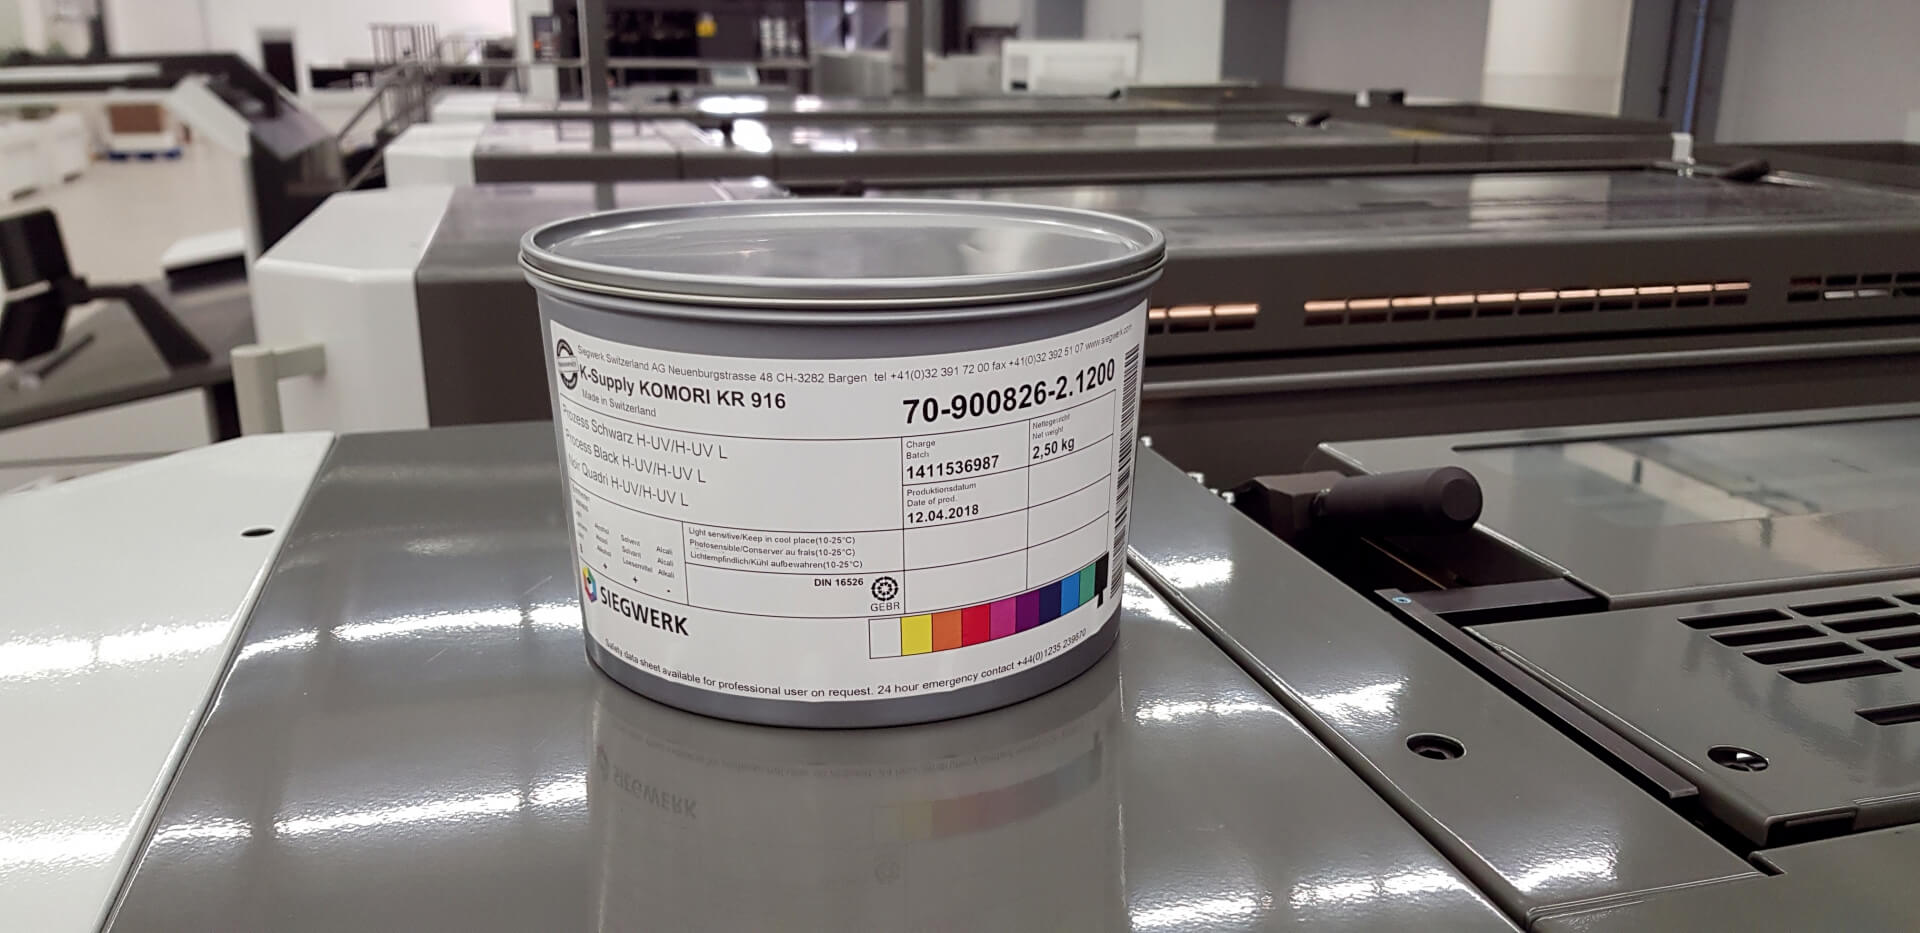 Siegwerk Switzerland AG Neuenburgstrasse 48 CH-3282 Bargen tel +41(0)32 391 72 00 fax +41(0)32 392 51 07 www.siegwerk.com
K-Supply KOMORI KR 916
Made in Switzerland
70-900826-2.1200
Prozess Schwarz H-UV/H-UV L
Process Black H-UV/H-UV L
Noir Quadri H-UV/H-UV L
Charge
Batch
1411536987
Nettogewicht
Net weight
2,50 kg
Produktionsdatum
Date of prod.
12.04.2018
Alcohol
Alcool
Alkohol
+
Solvent
Solvant
Loesemittel
+
Alcali
Alcali
Alkali
-
Light sensitive/Keep in cool place(10-25°C)
Photosensible/Conserver au frais(10-25°C)
Lichtempfindlich/Kühl aufbewahren(10-25°C)
DIN 16526
GEBR
SIEGWERK
Safety data sheet available for professional user on request. 24 hour emergency contact +44(0)1235 239670